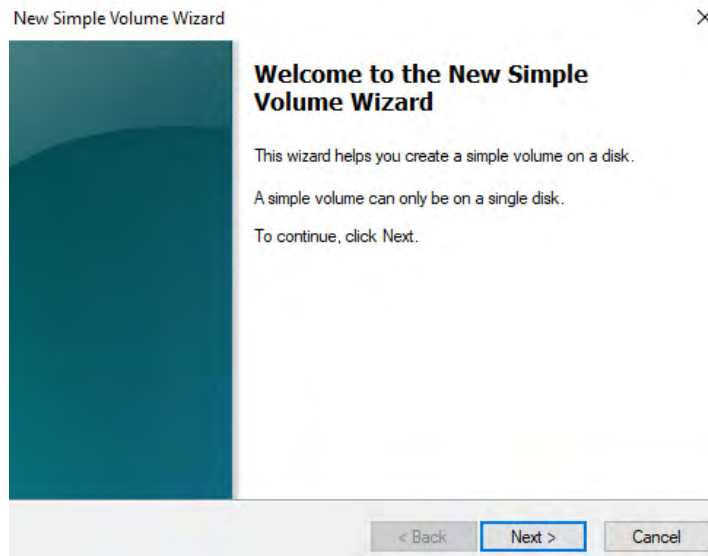 New Simple Volume Wizard
Welcome to the New Simple
Volume Wizard
This wizard helps you create a simple volume on a disk.
A simple volume can only be on a single disk.
To continue, click Next.
< Back
Next >
Cancel